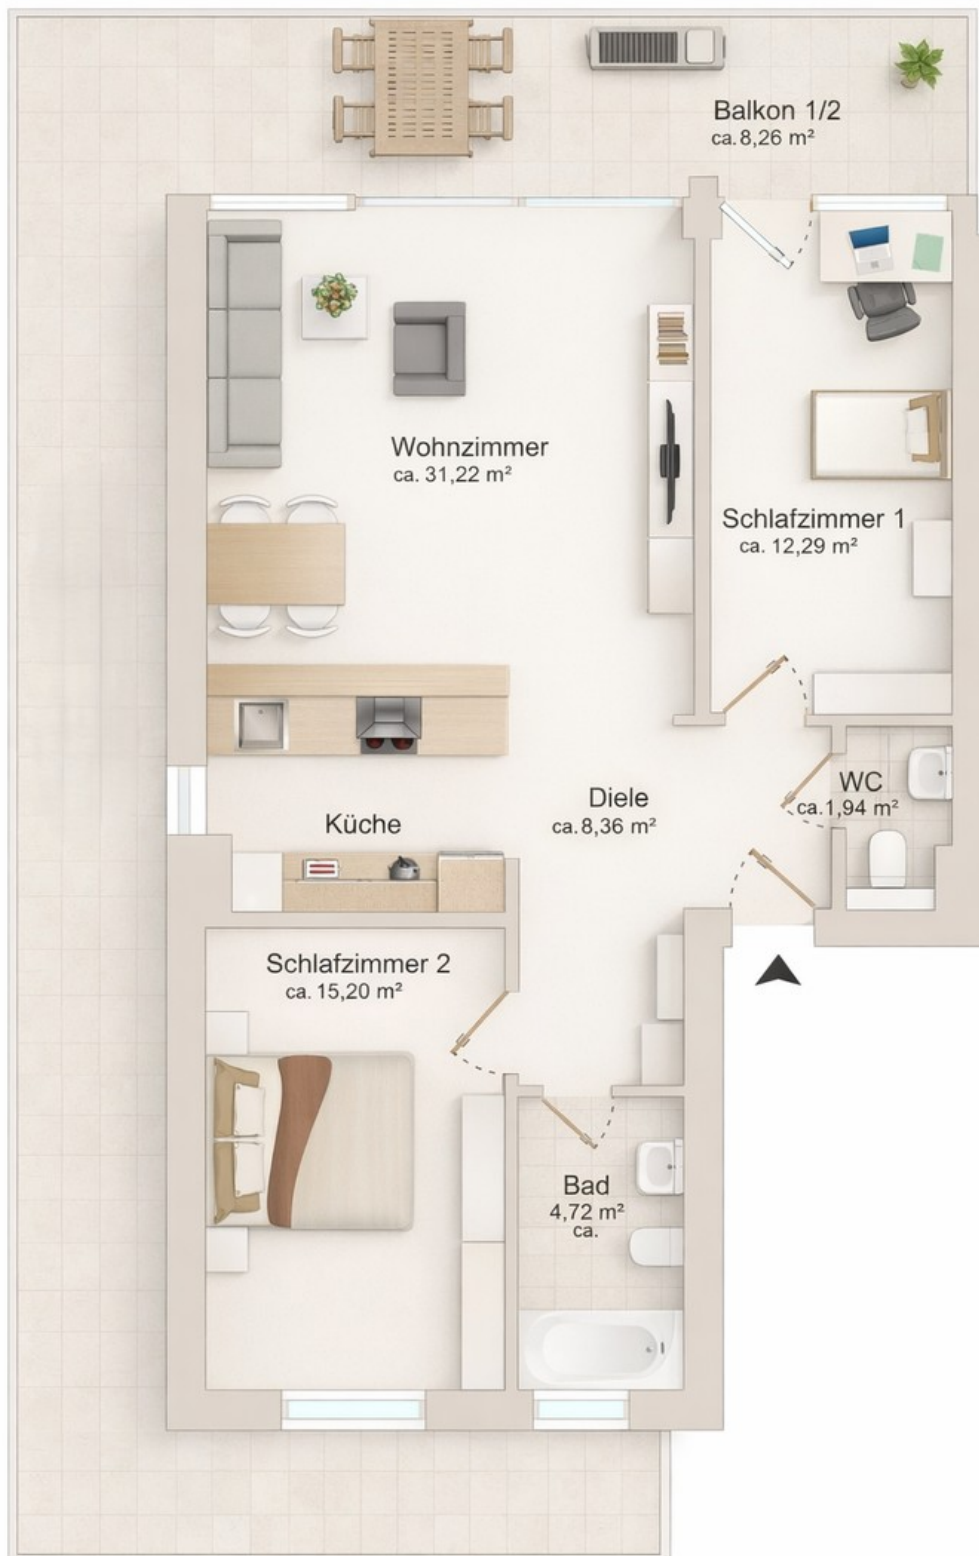 Balkon 1/2
ca. 8,26 m²
Wohnzimmer
ca. 31,22 m²
Schlafzimmer 1
ca. 12,29 m²
WC
ca.1,94 m²
Diele
ca. 8,36 m²
Küche
Schlafzimmer 2
ca. 15,20 m²
Bad
4,72 m²
ca.